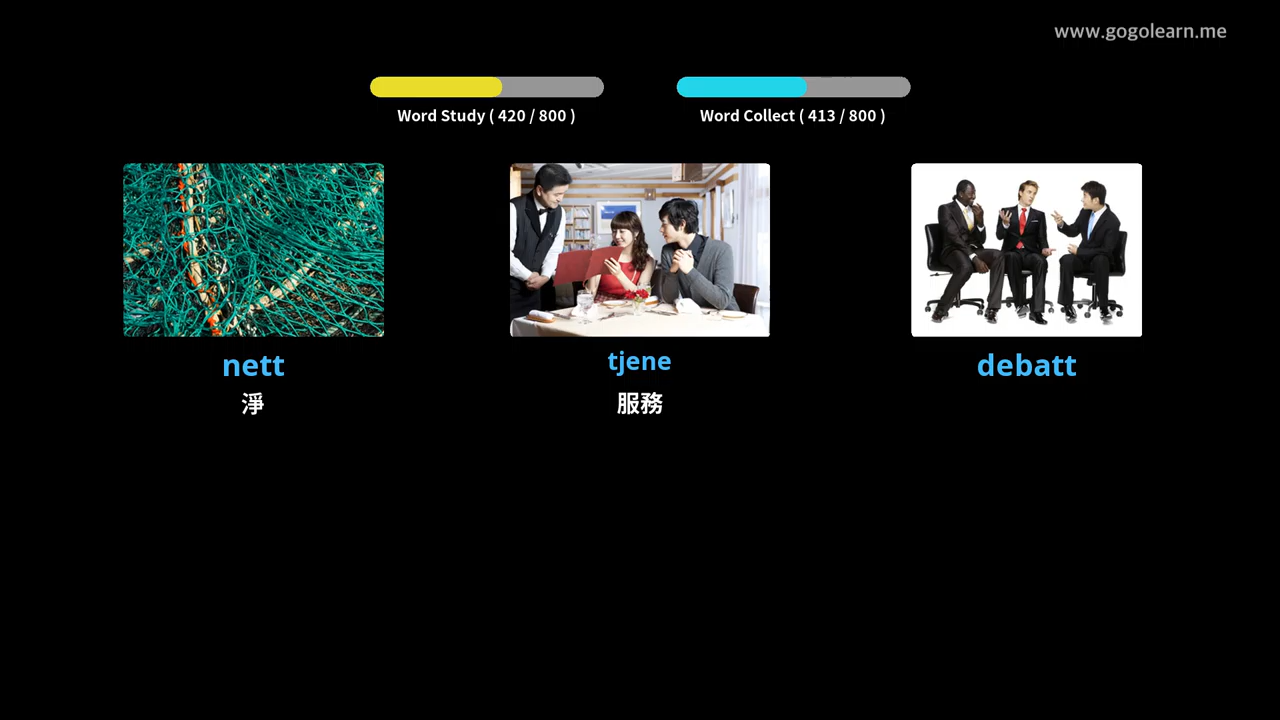 www.gogolearn.me
Word Study ( 420 / 800 )
Word Collect ( 413 / 800 )
nett
tjene
debatt
淨
服務